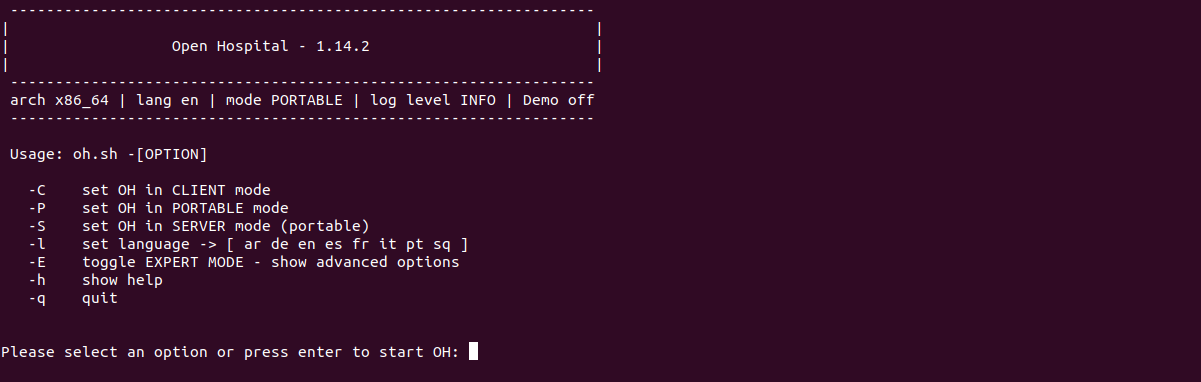 -----------------------------------------------------------------
|                                                                 |
|                  Open Hospital - 1.14.2                         |
|                                                                 |
-----------------------------------------------------------------
arch x86_64 | lang en | mode PORTABLE | log level INFO | Demo off
-----------------------------------------------------------------
Usage: oh.sh -[OPTION]
-C    set OH in CLIENT mode
-P    set OH in PORTABLE mode
-S    set OH in SERVER mode (portable)
-l    set language -> [ ar de en es fr it pt sq ]
-E    toggle EXPERT MODE - show advanced options
-h    show help
-q    quit
Please select an option or press enter to start OH: